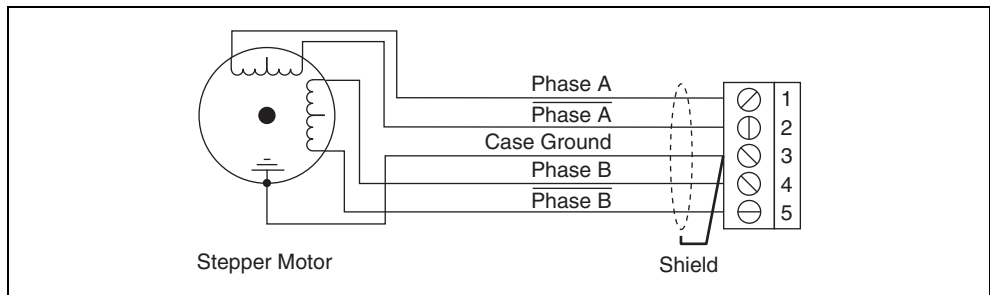 Phase A
1
Phase A
2
Case Ground
3
Phase B
4
Phase B
5
Stepper Motor
Shield